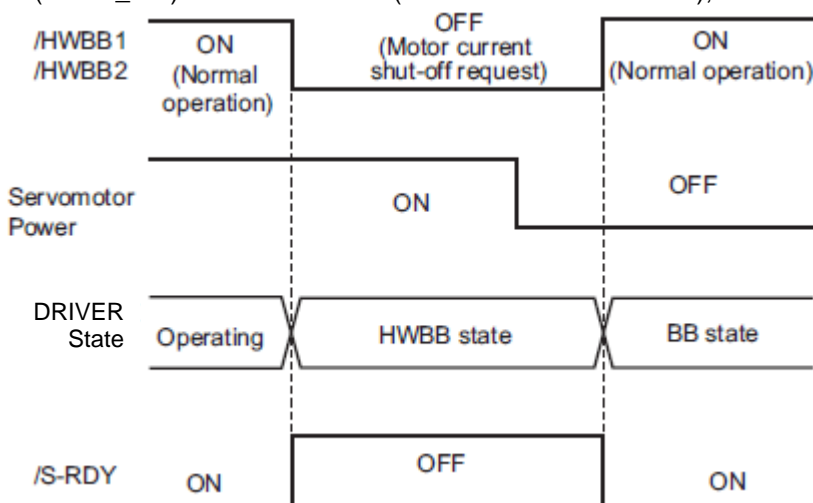 /HWBB1
/HWBB2
ON
(Normal
operation)
OFF
(Motor current
shut-off request)
ON
(Normal operation)
Servomotor
Power
ON
OFF
DRIVER
State
Operating
HWBB state
BB state
/S-RDY
ON
OFF
ON